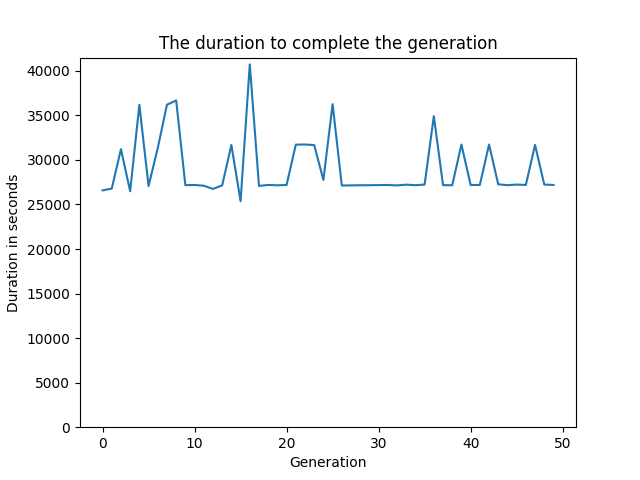 The duration to complete the generation
40000
35000
30000
25000
20000
15000
10000
5000
0
Duration in seconds
0 10 20 30 40 50
Generation